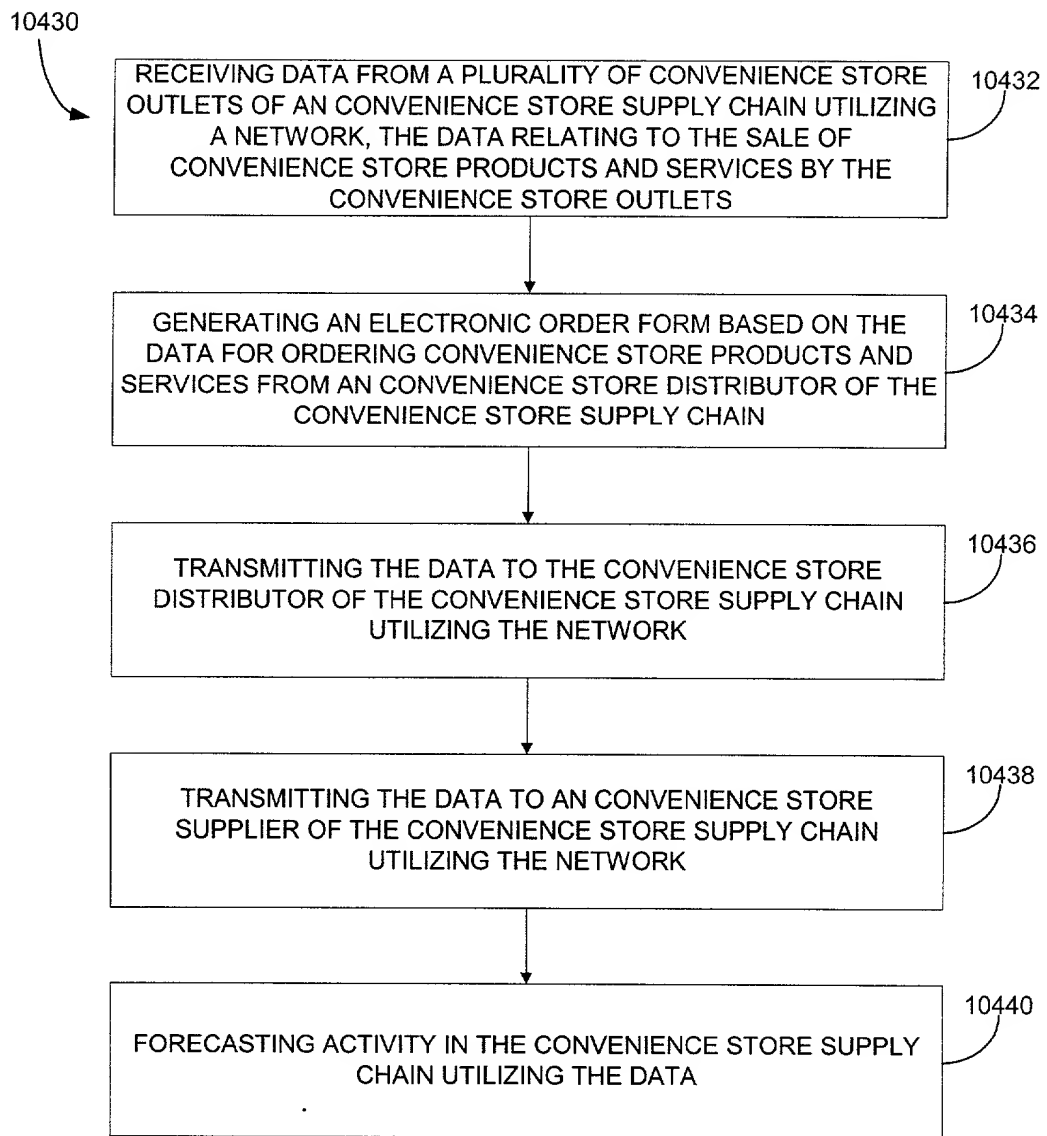 10430
RECEIVING DATA FROM A PLURALITY OF CONVENIENCE STORE
OUTLETS OF AN CONVENIENCE STORE SUPPLY CHAIN UTILIZING
A NETWORK, THE DATA RELATING TO THE SALE OF
CONVENIENCE STORE PRODUCTS AND SERVICES BY THE
CONVENIENCE STORE OUTLETS
10432
GENERATING AN ELECTRONIC ORDER FORM BASED ON THE
DATA FOR ORDERING CONVENIENCE STORE PRODUCTS AND
SERVICES FROM AN CONVENIENCE STORE DISTRIBUTOR OF THE
CONVENIENCE STORE SUPPLY CHAIN
10434
TRANSMITTING THE DATA TO THE CONVENIENCE STORE
DISTRIBUTOR OF THE CONVENIENCE STORE SUPPLY CHAIN
UTILIZING THE NETWORK
10436
TRANSMITTING THE DATA TO AN CONVENIENCE STORE
SUPPLIER OF THE CONVENIENCE STORE SUPPLY CHAIN
UTILIZING THE NETWORK
10438
FORECASTING ACTIVITY IN THE CONVENIENCE STORE SUPPLY
CHAIN UTILIZING THE DATA
10440